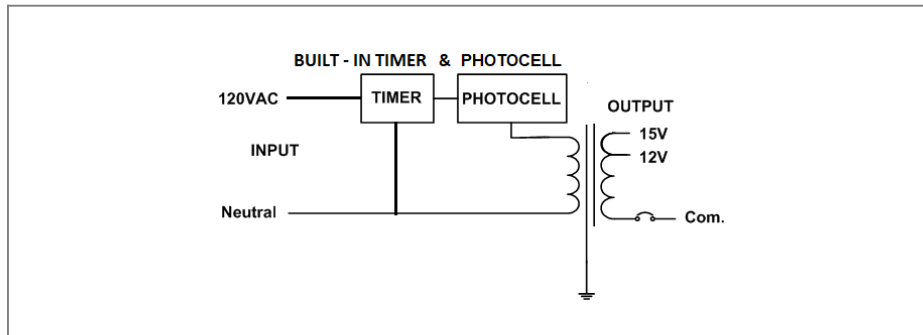 BUILT - IN TIMER & PHOTOCELL
120VAC
TIMER
PHOTOCELL
OUTPUT
15V
INPUT
12V
Neutral
Com.